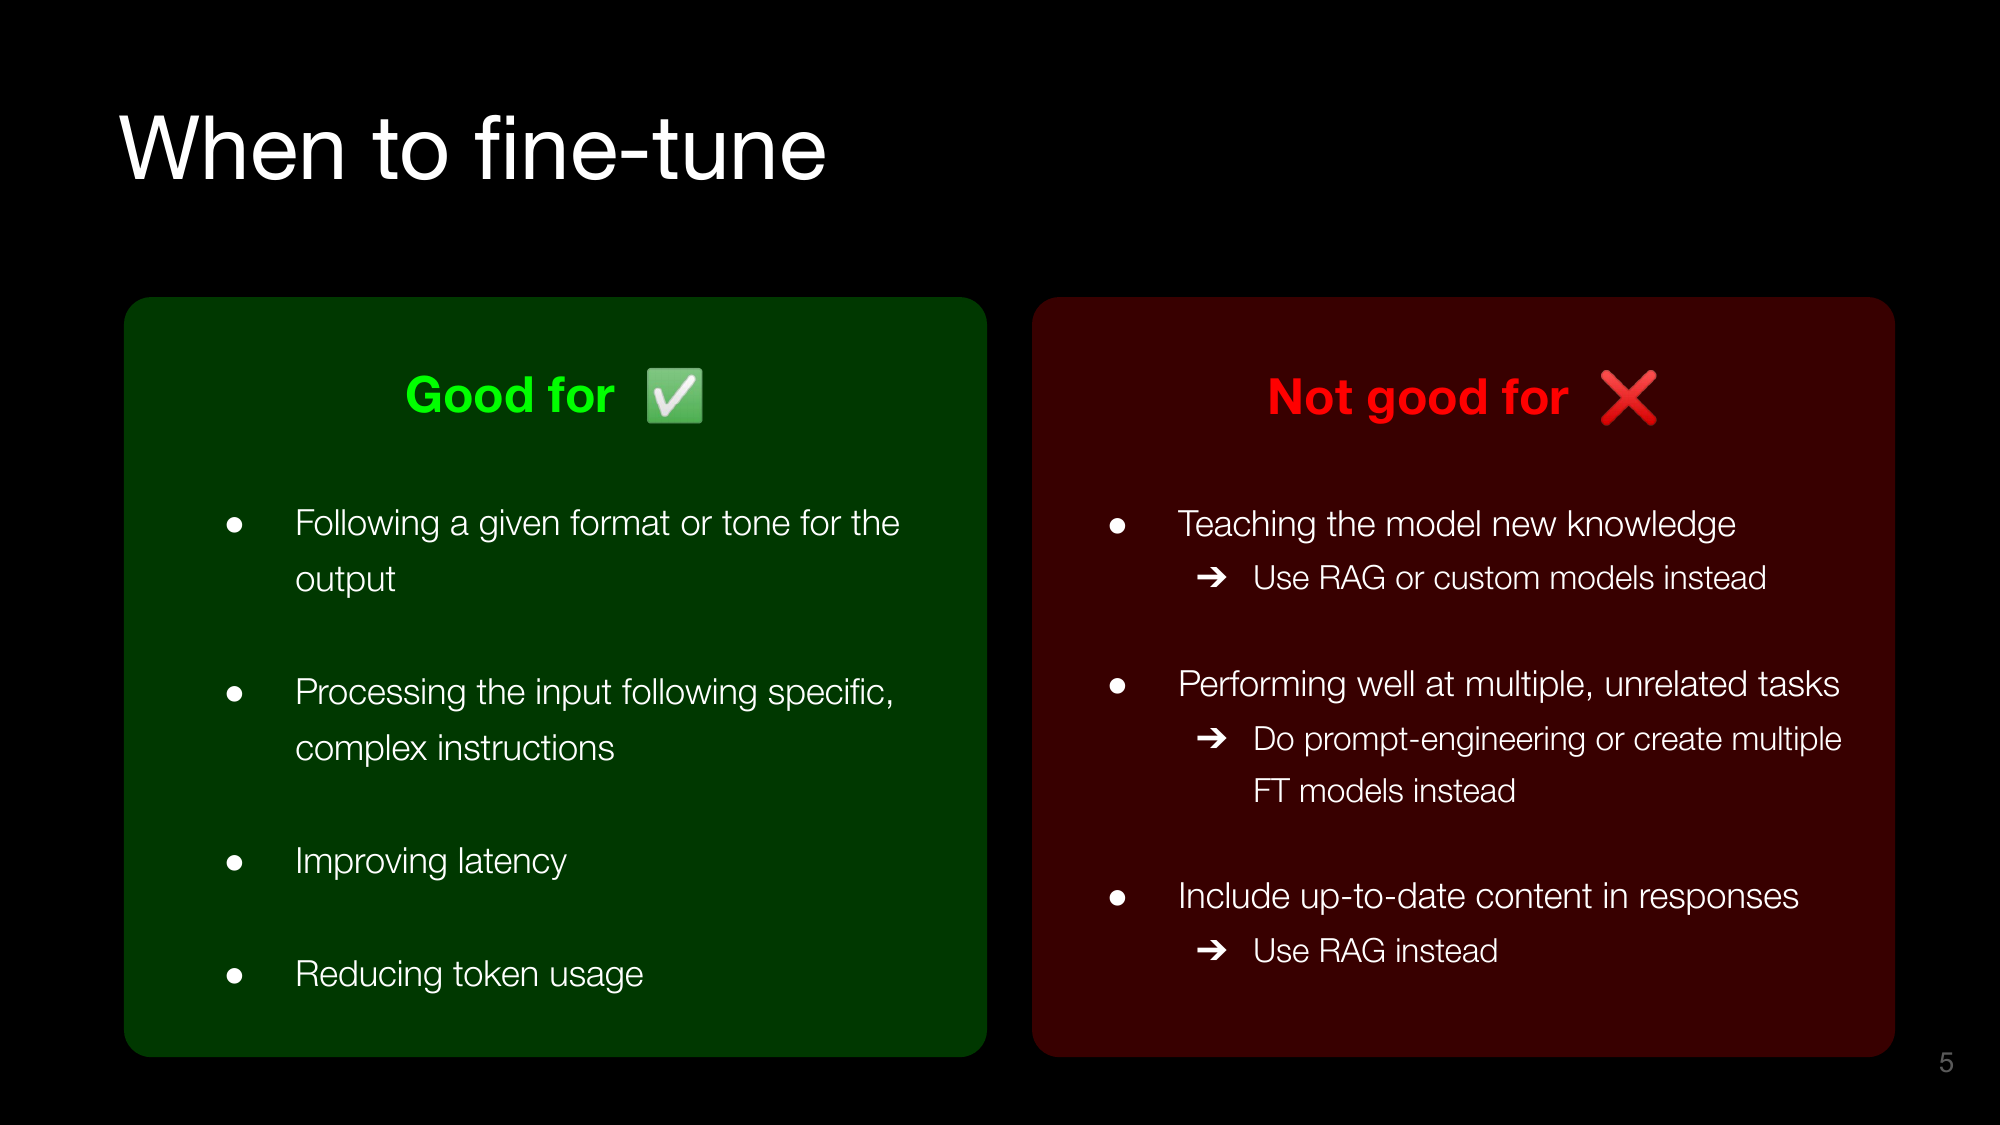 When to fine-tune
Good for ✅
● Following a given format or tone for the
output
● Processing the input following specific,
complex instructions
● Improving latency
● Reducing token usage
Not good for ❌
● Teaching the model new knowledge
➔ Use RAG or custom models instead
● Performing well at multiple, unrelated tasks
➔ Do prompt-engineering or create multiple
FT models instead
● Include up-to-date content in responses
➔ Use RAG instead
5